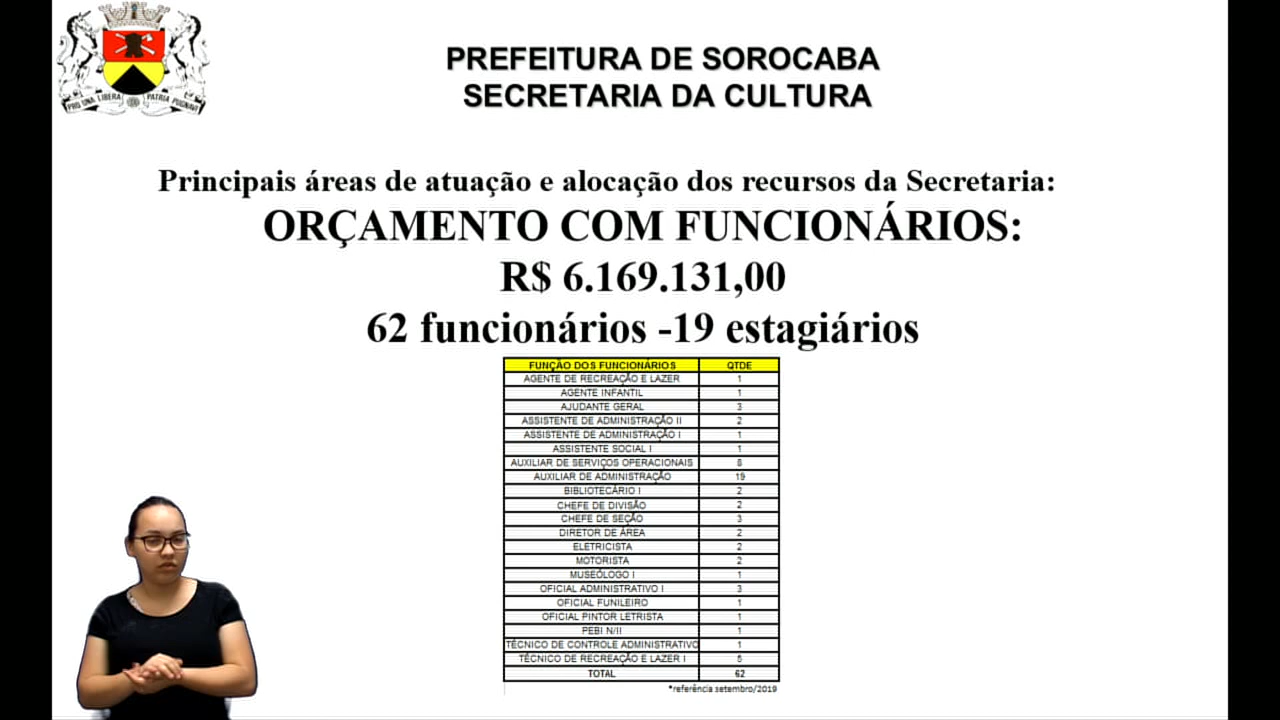 PRO UNA LIBERA PATRIA PUGNAVI
PREFEITURA DE SOROCABA
SECRETARIA DA CULTURA
Principais áreas de atuação e alocação dos recursos da Secretaria:
ORÇAMENTO COM FUNCIONÁRIOS:
R$ 6.169.131,00
62 funcionários -19 estagiários
FUNÇÃO DOS FUNCIONÁRIOS QTDE
AGENTE DE RECREAÇÃO E LAZER 1
AGENTE INFANTIL 1
AJUDANTE GERAL 3
ASSISTENTE DE ADMINISTRAÇÃO II 2
ASSISTENTE DE ADMINISTRAÇÃO I 1
ASSISTENTE SOCIAL I 1
AUXILIAR DE SERVIÇOS OPERACIONAIS 8
AUXILIAR DE ADMINISTRAÇÃO 19
BIBLIOTECÁRIO I 2
CHEFE DE DIVISÃO 2
CHEFE DE SEÇÃO 3
DIRETOR DE ÁREA 2
ELETRICISTA 2
MOTORISTA 2
MUSEÓLOGO I 1
OFICIAL ADMINISTRATIVO I 3
OFICIAL FUNILEIRO 1
OFICIAL PINTOR LETRISTA 1
PEBI N/II 1
TÉCNICO DE CONTROLE ADMINISTRATIVO 1
TÉCNICO DE RECREAÇÃO E LAZER I 5
TOTAL 62
*referência setembro/2019